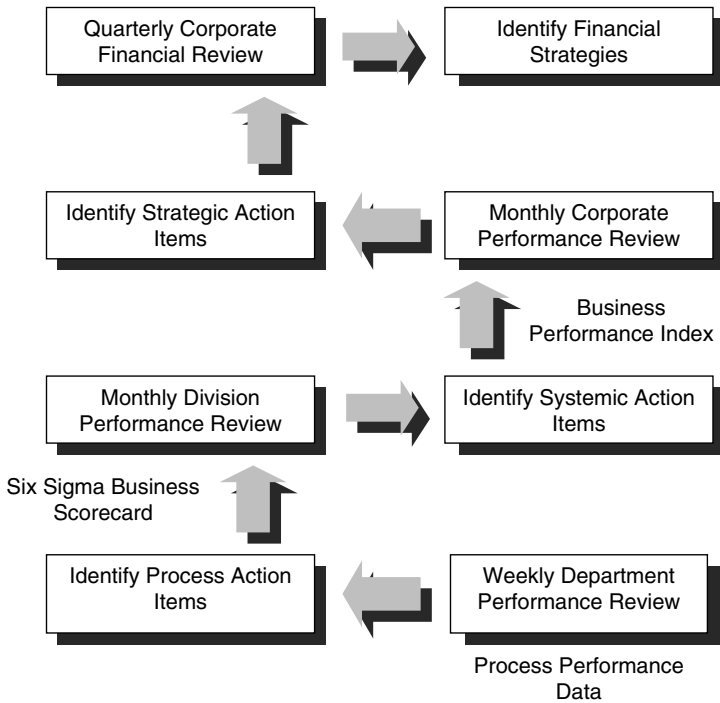 Quarterly Corporate
Financial Review
Identify Financial
Strategies
Identify Strategic Action
Items
Monthly Corporate
Performance Review
Business
Performance Index
Monthly Division
Performance Review
Identify Systemic Action
Items
Six Sigma Business
Scorecard
Identify Process Action
Items
Weekly Department
Performance Review
Process Performance
Data